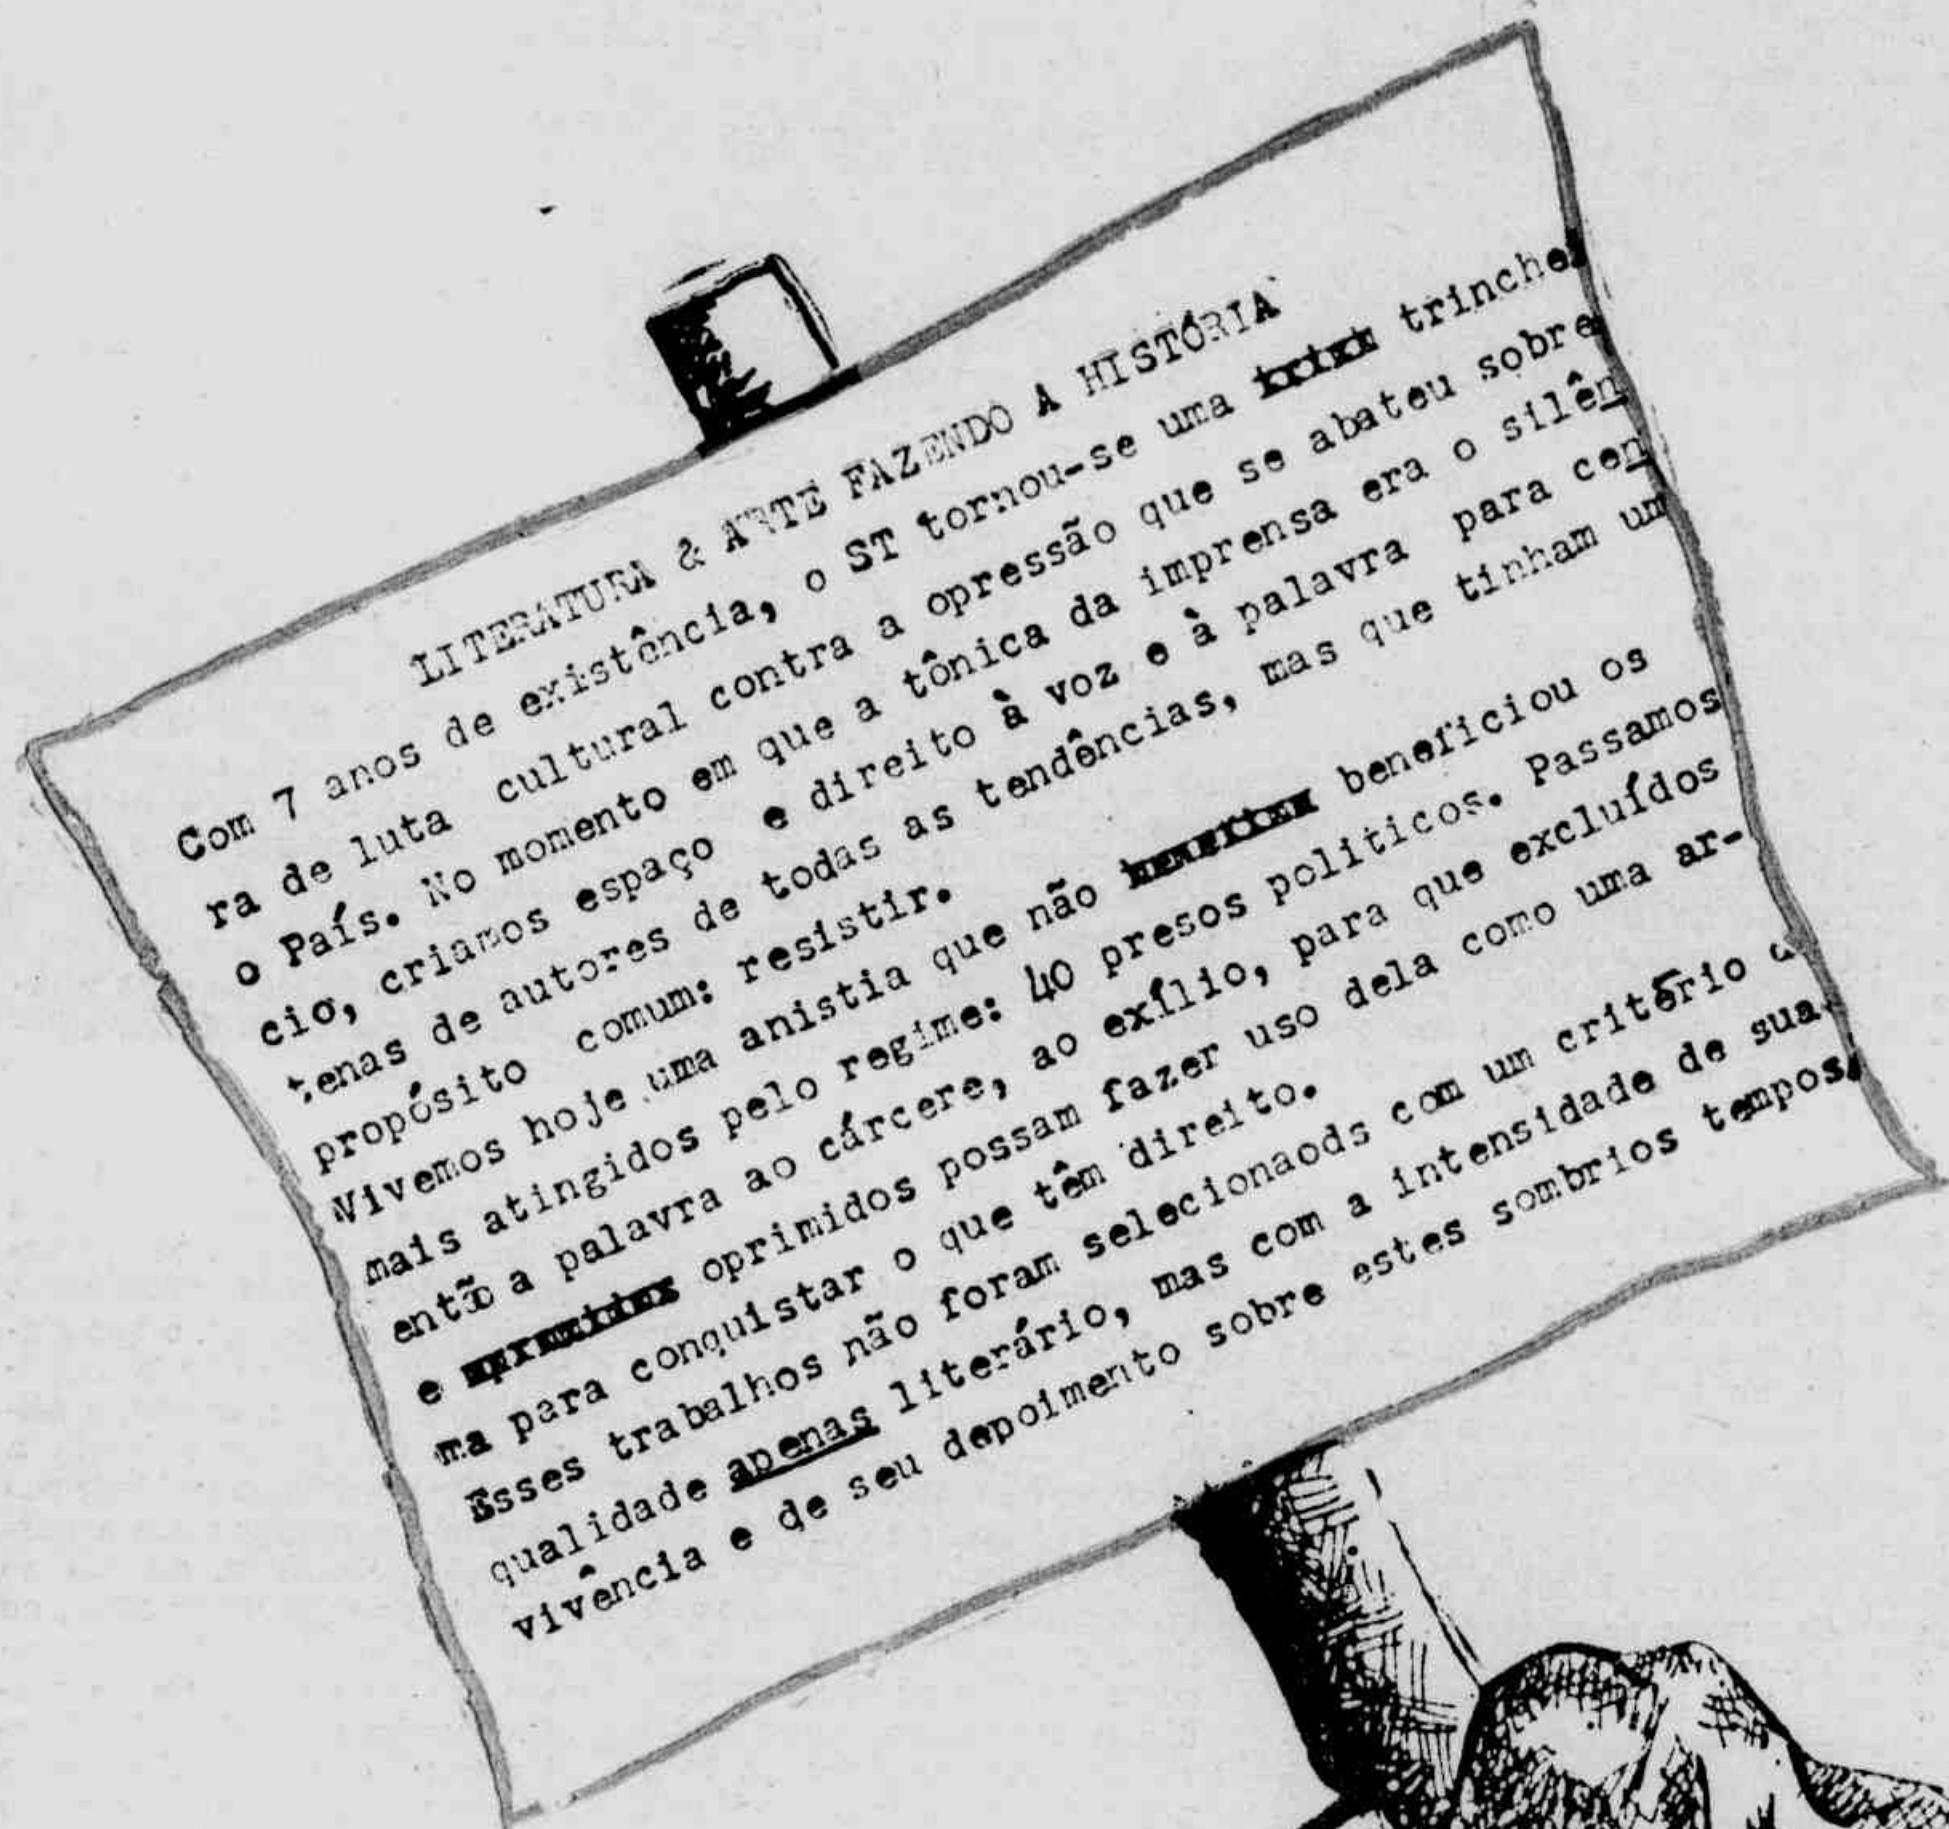 LITERATURA & ARTE FAZENDO A HISTÓRIA
Com 7 anos de existência, o ST tornou-se uma trinche
ra de luta cultural contra a opressão que se abateu sobre
o País. No momento em que a tônica da imprensa era o silên
cio, criamos espaço e direito à voz e à palavra para cen
tenas de autores de todas as tendências, mas que tinham um
propósito comum: resistir.
Vivemos hoje uma anistia que não beneficiou os
mais atingidos pelo regime: 40 presos políticos. Passamos
então a palavra ao cárcere, ao exílio, para que excluídos
e oprimidos possam fazer uso dela como uma ar-
ma para conquistar o que têm direito.
Esses trabalhos não foram selecionaods com um critério
qualidade apenas literário, mas com a intensidade de sua
vivência e de seu depoimento sobre estes sombrios tempos